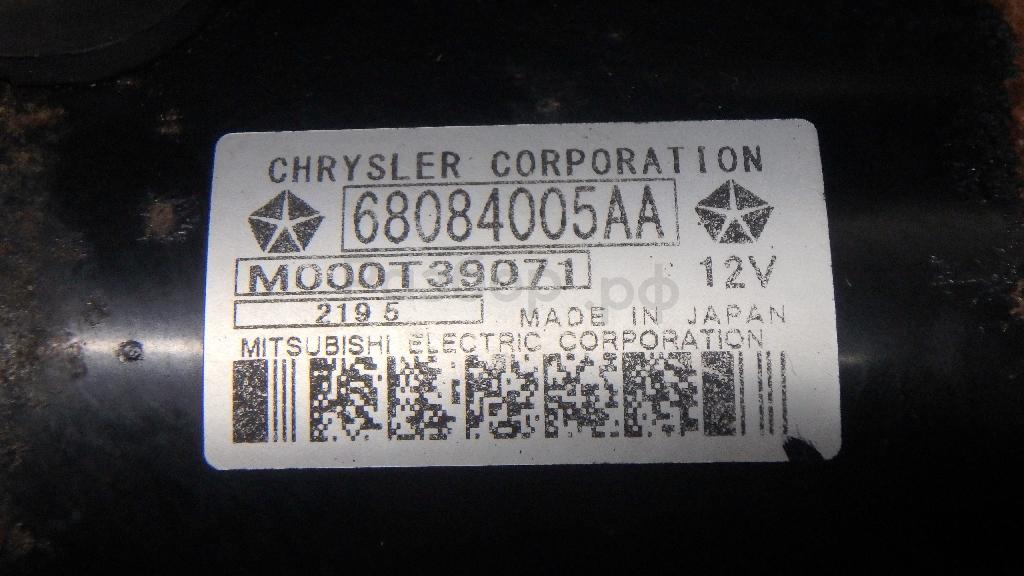 CHRYSLER CORPORATION
68084005AA
M000T39071
12V
219 5
MADE IN JAPAN
MITSUBISHI ELECTRIC CORPORATION